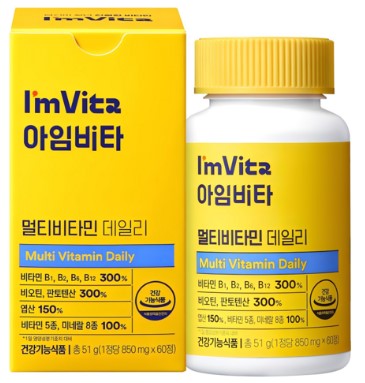 I'mVita
아임비타
멀티비타민 데일리
Multi Vitamin Daily
비타민 B1, B2, B6, B12 300%
비오틴, 판토텐산 300%
엽산 150%
비타민 5종, 미네랄 8종 100%
건강
기능식품
건강기능식품 | 총 51 g (1정당 850 mg x 60정)
I'mVita
아임비타
멀티비타민 데일리
Multi Vitamin Daily
비타민 B1, B2, B6, B12 300%
비오틴, 판토텐산 300%
엽산 150%, 비타민 5종, 미네랄 8종 100%
건강
기능식품
건강기능식품 | 총 51 g (1정당 850 mg x 60정)